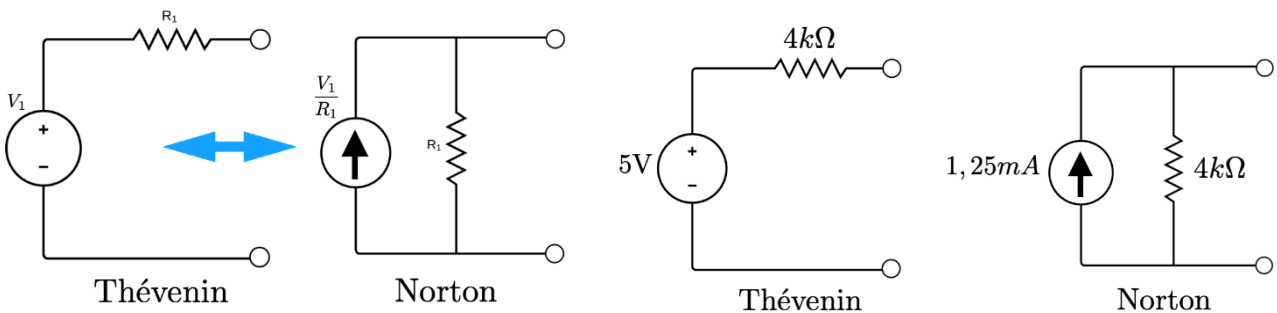 R₁
V₁
+
−
Thévenin
V₁
R₁
R₁
Norton
4kΩ
5V
+
−
Thévenin
1,25mA
4kΩ
Norton